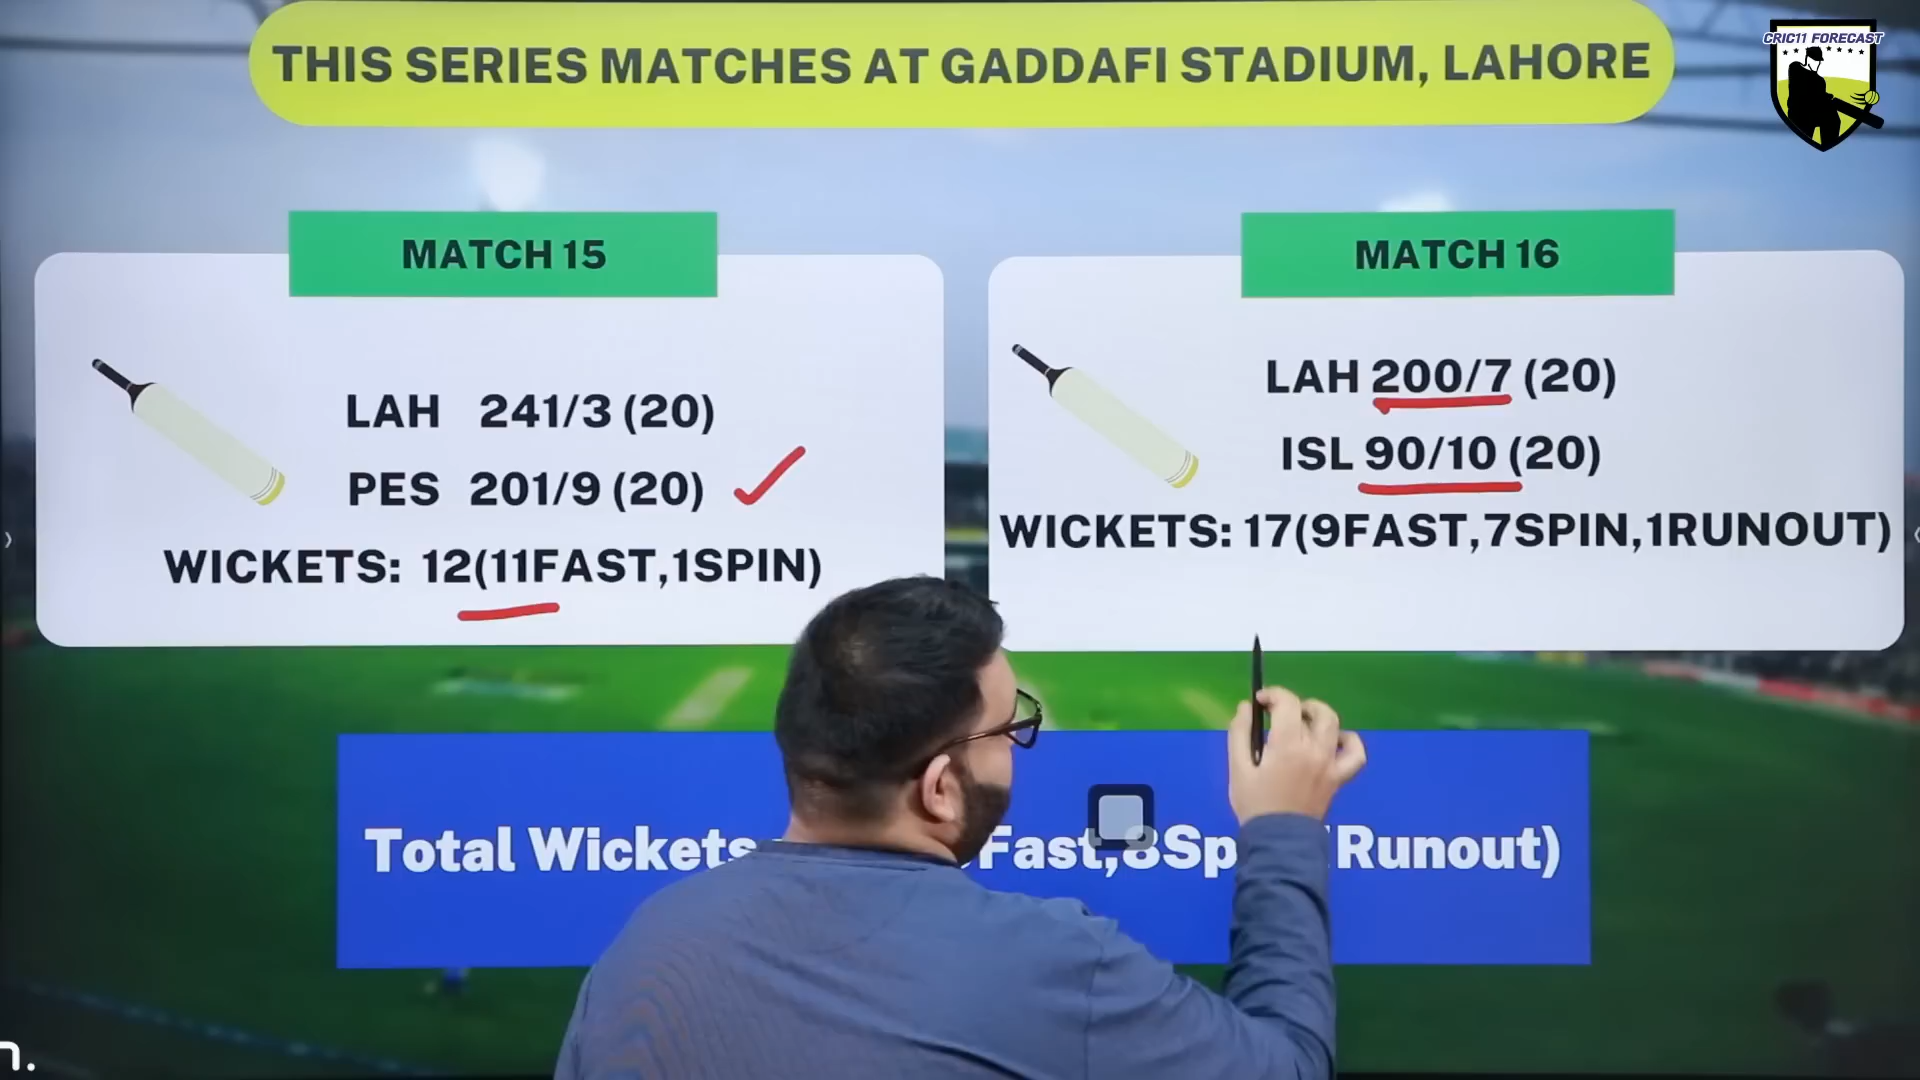 THIS SERIES MATCHES AT GADDAFI STADIUM, LAHORE
CRIC11 FORECAST
MATCH 15
LAH 241/3 (20)
PES 201/9 (20)
WICKETS: 12(11FAST,1SPIN)
MATCH 16
LAH 200/7 (20)
ISL 90/10 (20)
WICKETS: 17(9FAST,7SPIN,1RUNOUT)
Total Wickets Fast,8Sp Runout)